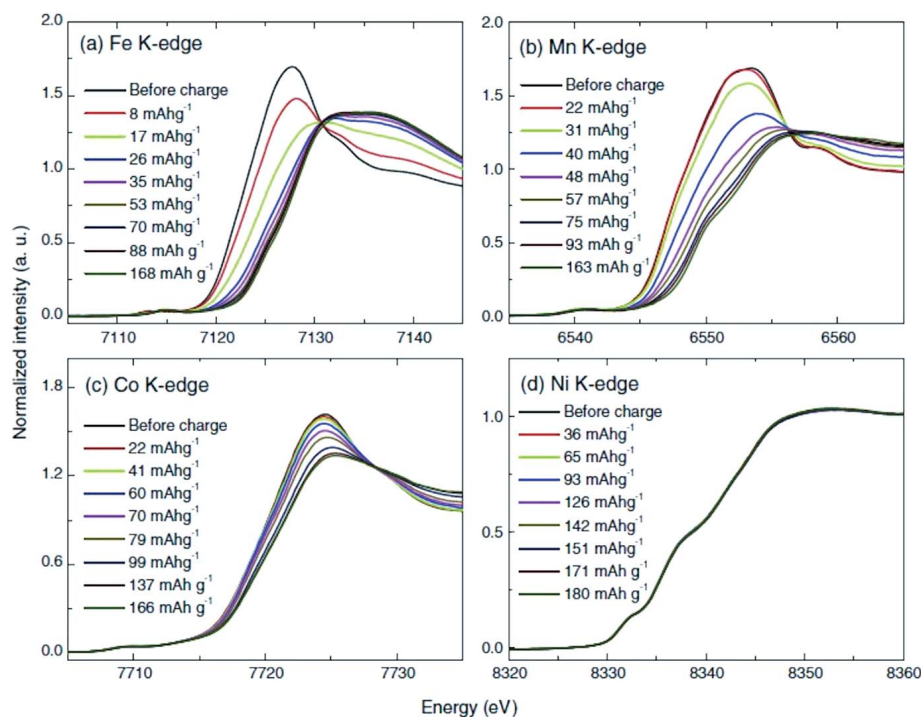 Normalized intensity (a. u.)
(a) Fe K-edge
Before charge
8 mAhg⁻¹
17 mAhg⁻¹
26 mAhg⁻¹
35 mAhg⁻¹
53 mAhg⁻¹
70 mAhg⁻¹
88 mAh g⁻¹
168 mAh g⁻¹
2.0
1.5
1.0
0.5
0.0
7110 7120 7130 7140
(b) Mn K-edge
Before charge
22 mAhg⁻¹
31 mAhg⁻¹
40 mAhg⁻¹
48 mAhg⁻¹
57 mAhg⁻¹
75 mAhg⁻¹
93 mAh g⁻¹
163 mAh g⁻¹
2.0
1.5
1.0
0.5
0.0
6540 6550 6560
(c) Co K-edge
Before charge
22 mAhg⁻¹
41 mAhg⁻¹
60 mAhg⁻¹
70 mAhg⁻¹
79 mAhg⁻¹
99 mAhg⁻¹
137 mAh g⁻¹
166 mAh g⁻¹
1.8
1.2
0.6
0.0
7710 7720 7730
(d) Ni K-edge
Before charge
36 mAhg⁻¹
65 mAhg⁻¹
93 mAhg⁻¹
126 mAhg⁻¹
142 mAhg⁻¹
151 mAhg⁻¹
171 mAh g⁻¹
180 mAh g⁻¹
1.0
0.5
0.0
8320 8330 8340 8350 8360
Energy (eV)